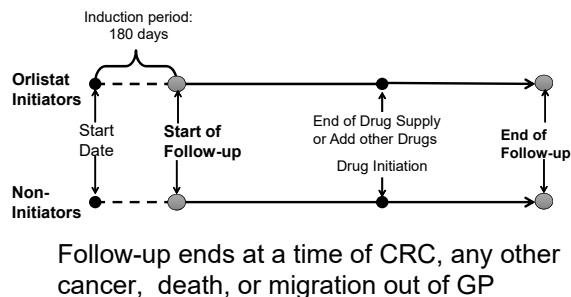 Induction period:
180 days
Orlistat
Initiators
Start
Date
Start of
Follow-up
End of Drug Supply
or Add other Drugs
Drug Initiation
End of
Follow-up
Non-
Initiators
Follow-up ends at a time of CRC, any other
cancer,  death, or migration out of GP